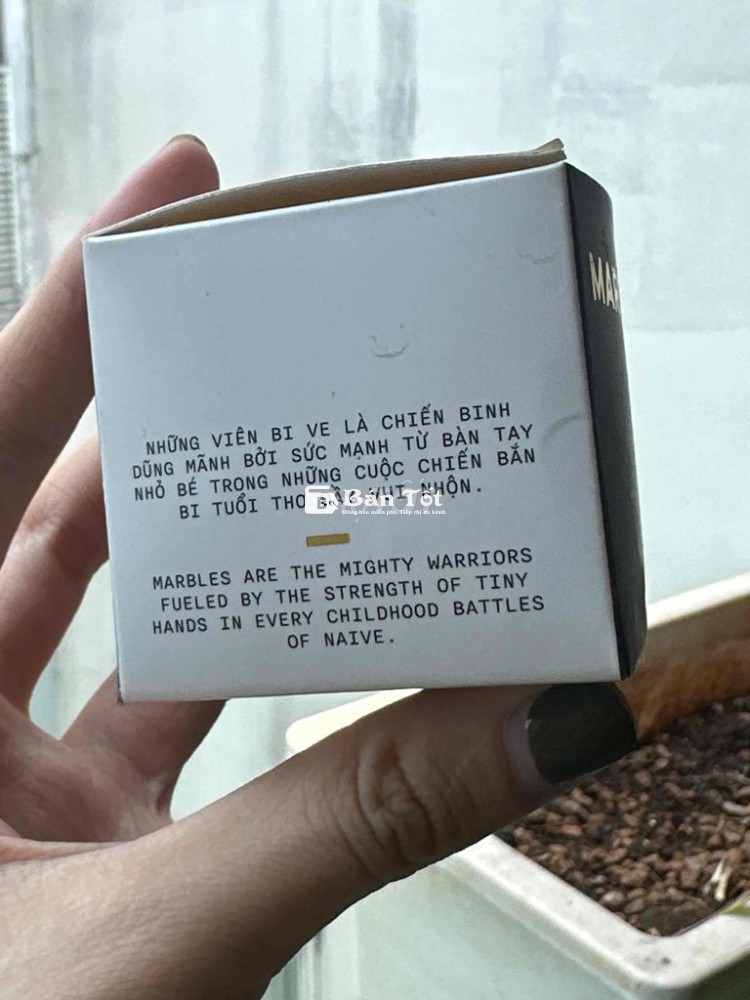 NHỮNG VIÊN BI VE LÀ CHIẾN BINH
DŨNG MÃNH BỞI SỨC MẠNH TỪ BÀN TAY
NHỎ BÉ TRONG NHỮNG CUỘC CHIẾN BẮN
BI TUỔI THƠ NHỘN.
Bán Tốt
MARBLES ARE THE MIGHTY WARRIORS
FUELED BY THE STRENGTH OF TINY
HANDS IN EVERY CHILDHOOD BATTLES
OF NAIVE.